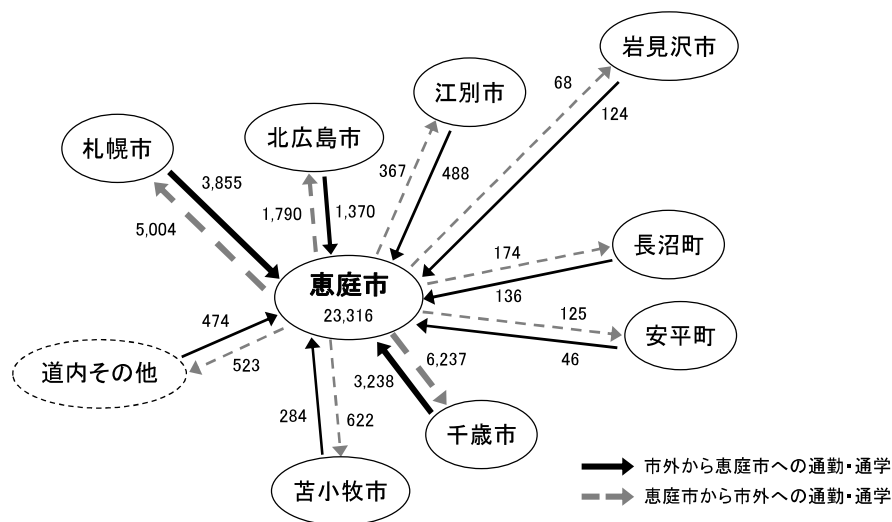 岩見沢市
68
124
江別市
367
488
北広島市
1,790
1,370
札幌市
3,855
5,004
長沼町
174
136
恵庭市
23,316
安平町
125
46
474
道内その他
523
6,237
3,238
千歳市
284
622
苫小牧市
市外から恵庭市への通勤・通学
恵庭市から市外への通勤・通学